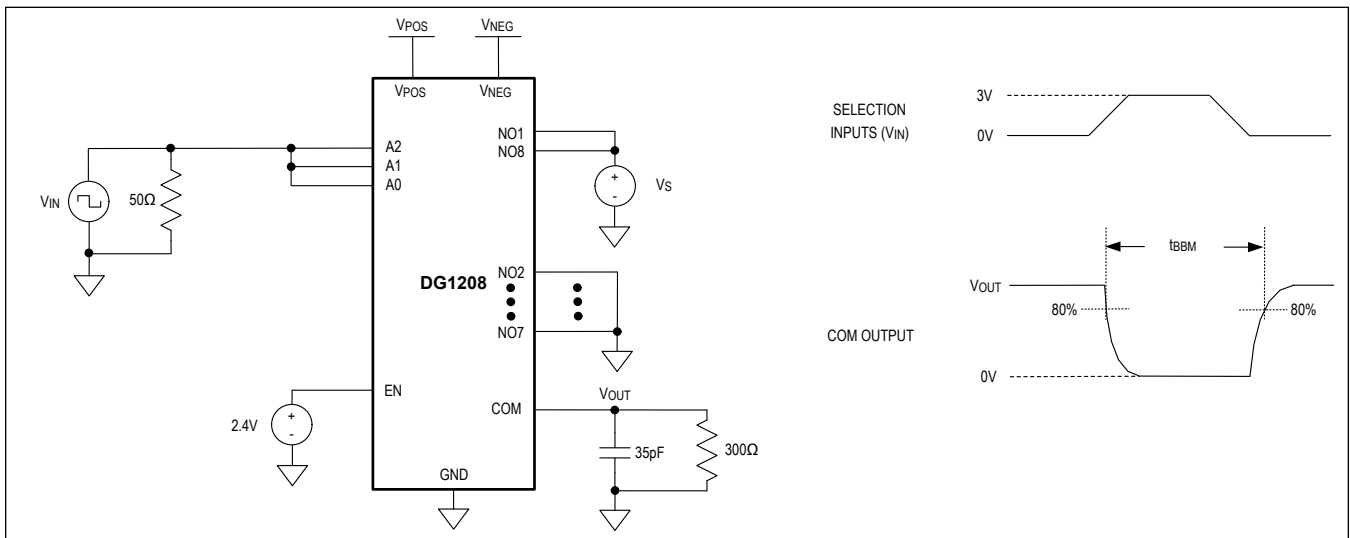 VPOS
VNEG
VPOS
VNEG
A2
A1
A0
NO1
NO8
VIN
50Ω
VS
DG1208
NO2
NO7
EN
2.4V
COM
VOUT
35pF
300Ω
GND
SELECTION
INPUTS (VIN)
3V
0V
tBBM
VOUT
80%
80%
COM OUTPUT
0V